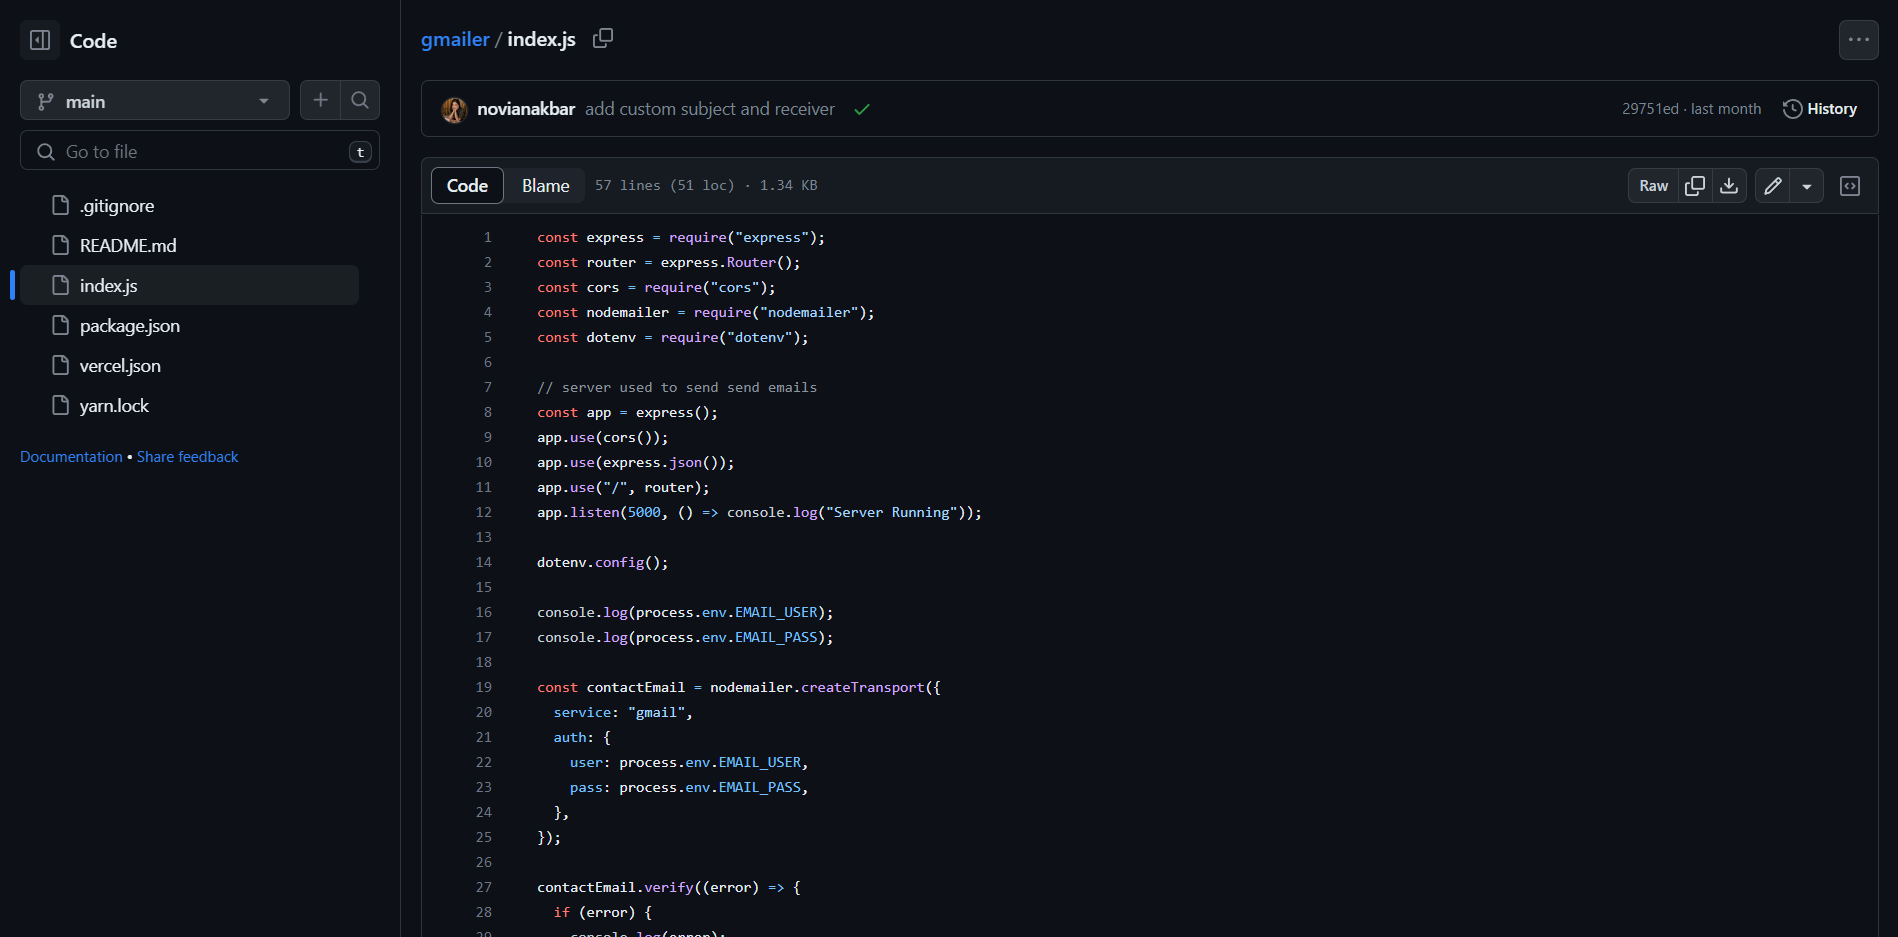 Code
main
Go to file
t
.gitignore
README.md
index.js
package.json
vercel.json
yarn.lock
Documentation • Share feedback
gmailer / index.js
novianakbar add custom subject and receiver
29751ed · last month
History
Code Blame 57 lines (51 loc) · 1.34 KB
Raw
1 const express = require("express");
2 const router = express.Router();
3 const cors = require("cors");
4 const nodemailer = require("nodemailer");
5 const dotenv = require("dotenv");
6
7 // server used to send send emails
8 const app = express();
9 app.use(cors());
10 app.use(express.json());
11 app.use("/", router);
12 app.listen(5000, () => console.log("Server Running"));
13
14 dotenv.config();
15
16 console.log(process.env.EMAIL_USER);
17 console.log(process.env.EMAIL_PASS);
18
19 const contactEmail = nodemailer.createTransport({
20 service: "gmail",
21 auth: {
22 user: process.env.EMAIL_USER,
23 pass: process.env.EMAIL_PASS,
24 },
25 });
26
27 contactEmail.verify((error) => {
28 if (error) {
29 console.log(error);